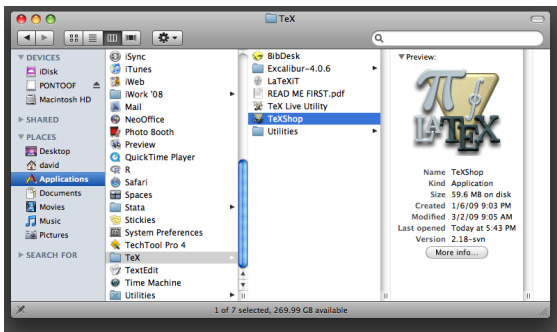 TeX
DEVICES
iDisk
PONTOOF
Macintosh HD
SHARED
PLACES
Desktop
david
Applications
Documents
Movies
Music
Pictures
SEARCH FOR
iSync
iTunes
iWeb
iWork '08
Mail
NeoOffice
Photo Booth
Preview
QuickTime Player
R
Safari
Spaces
Stata
Stickies
System Preferences
TechTool Pro 4
TeX
TextEdit
Time Machine
Utilities
BibDesk
Excalibur-4.0.6
LaTeXiT
READ ME FIRST.pdf
TeX Live Utility
TeXShop
Utilities
Preview:
π
LATEX
Name TeXShop
Kind Application
Size 59.6 MB on disk
Created 1/6/09 9:03 PM
Modified 3/2/09 9:05 AM
Last opened Today at 5:43 PM
Version 2.18-svn
More info...
1 of 7 selected, 269.99 GB available